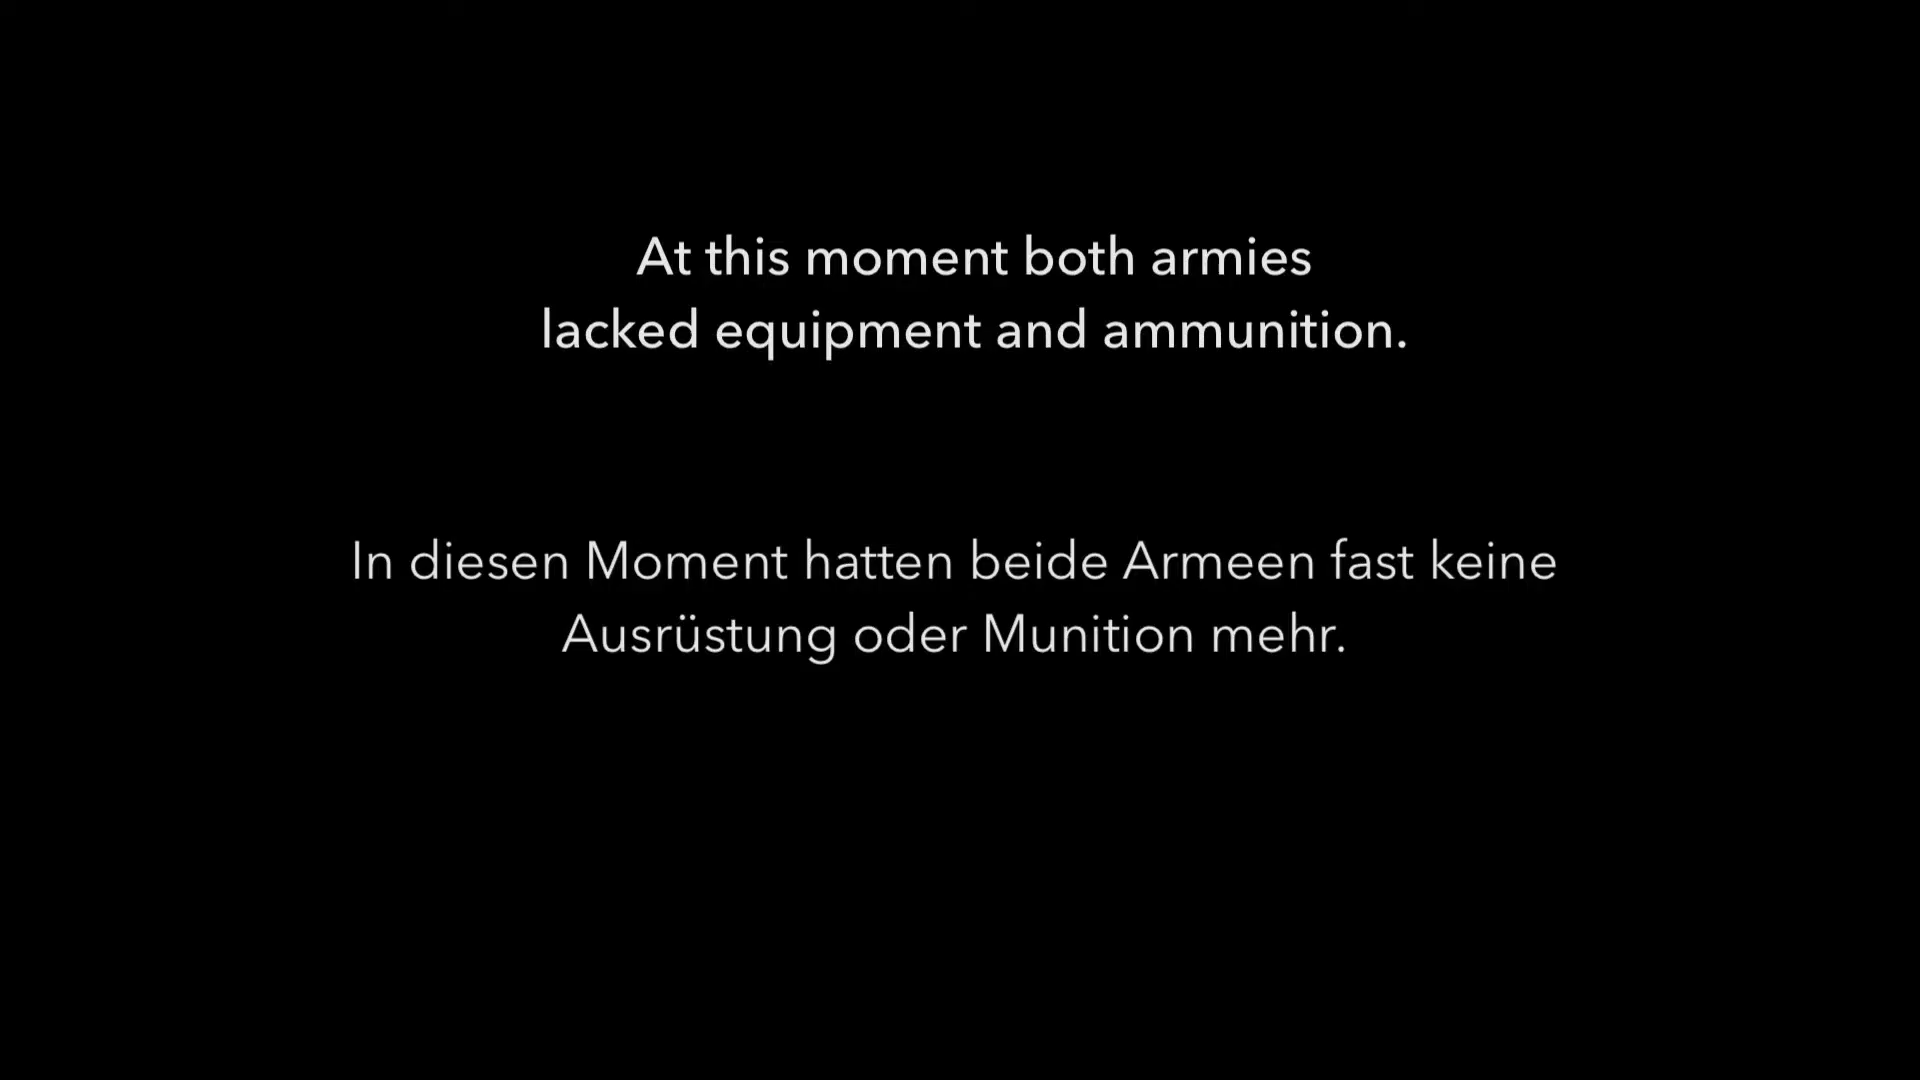 At this moment both armies
lacked equipment and ammunition.
In diesen Moment hatten beide Armeen fast keine
Ausrüstung oder Munition mehr.